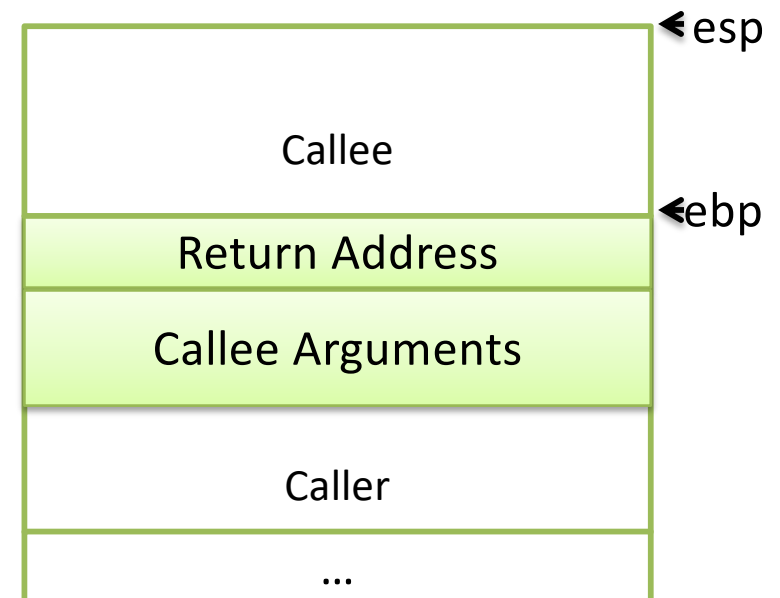 esp
Callee
ebp
Return Address
Callee Arguments
Caller
...